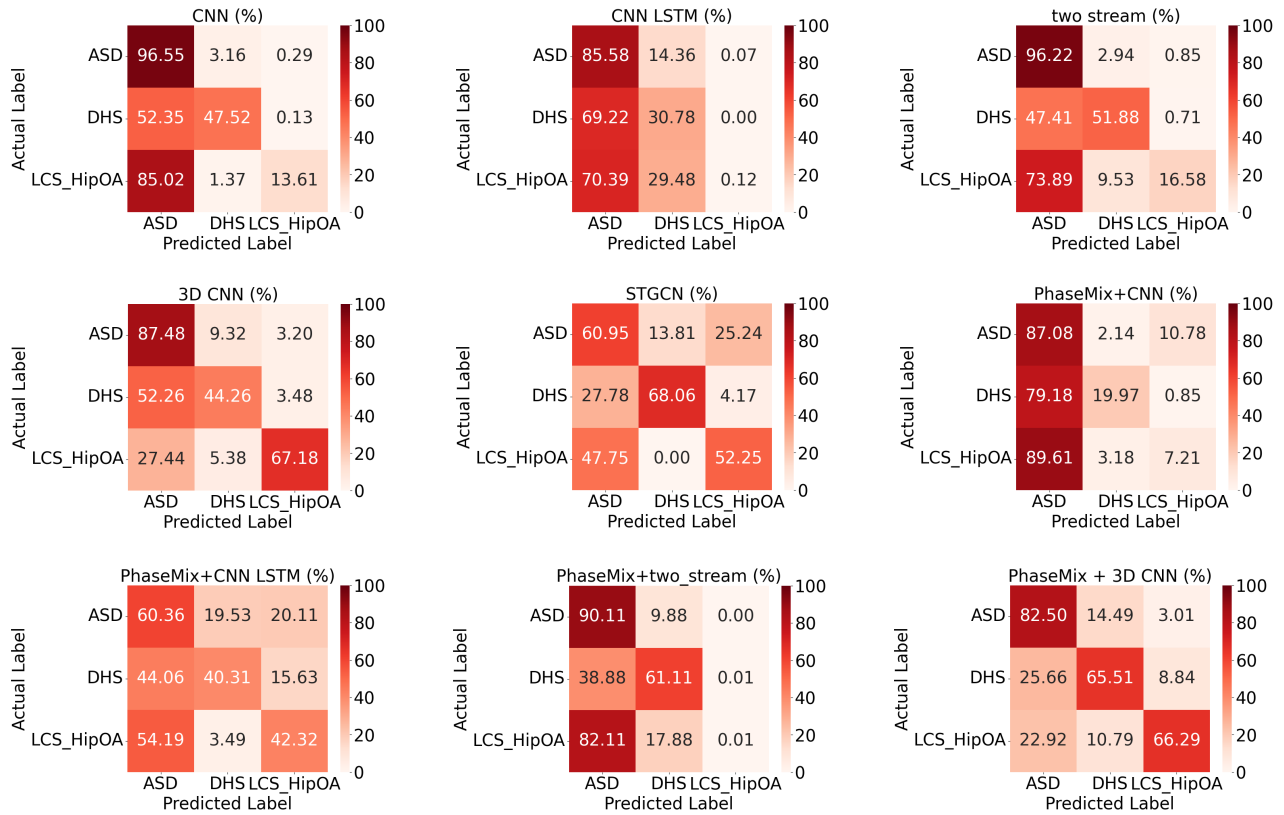 CNN (%)
ASD 96.55 3.16 0.29
DHS 52.35 47.52 0.13
LCS_HipOA 85.02 1.37 13.61
ASD DHS LCS_HipOA
Predicted Label
Actual Label
100
80
60
40
20
0
CNN LSTM (%)
ASD 85.58 14.36 0.07
DHS 69.22 30.78 0.00
LCS_HipOA 70.39 29.48 0.12
ASD DHS LCS_HipOA
Predicted Label
Actual Label
100
80
60
40
20
0
two stream (%)
ASD 96.22 2.94 0.85
DHS 47.41 51.88 0.71
LCS_HipOA 73.89 9.53 16.58
ASD DHS LCS_HipOA
Predicted Label
Actual Label
100
80
60
40
20
0
3D CNN (%)
ASD 87.48 9.32 3.20
DHS 52.26 44.26 3.48
LCS_HipOA 27.44 5.38 67.18
ASD DHS LCS_HipOA
Predicted Label
Actual Label
100
80
60
40
20
0
STGCN (%)
ASD 60.95 13.81 25.24
DHS 27.78 68.06 4.17
LCS_HipOA 47.75 0.00 52.25
ASD DHS LCS_HipOA
Predicted Label
Actual Label
100
80
60
40
20
0
PhaseMix+CNN (%)
ASD 87.08 2.14 10.78
DHS 79.18 19.97 0.85
LCS_HipOA 89.61 3.18 7.21
ASD DHS LCS_HipOA
Predicted Label
Actual Label
100
80
60
40
20
0
PhaseMix+CNN LSTM (%)
ASD 60.36 19.53 20.11
DHS 44.06 40.31 15.63
LCS_HipOA 54.19 3.49 42.32
ASD DHS LCS_HipOA
Predicted Label
Actual Label
100
80
60
40
20
0
PhaseMix+two_stream (%)
ASD 90.11 9.88 0.00
DHS 38.88 61.11 0.01
LCS_HipOA 82.11 17.88 0.01
ASD DHS LCS_HipOA
Predicted Label
Actual Label
100
80
60
40
20
0
PhaseMix + 3D CNN (%)
ASD 82.50 14.49 3.01
DHS 25.66 65.51 8.84
LCS_HipOA 22.92 10.79 66.29
ASD DHS LCS_HipOA
Predicted Label
Actual Label
100
80
60
40
20
0